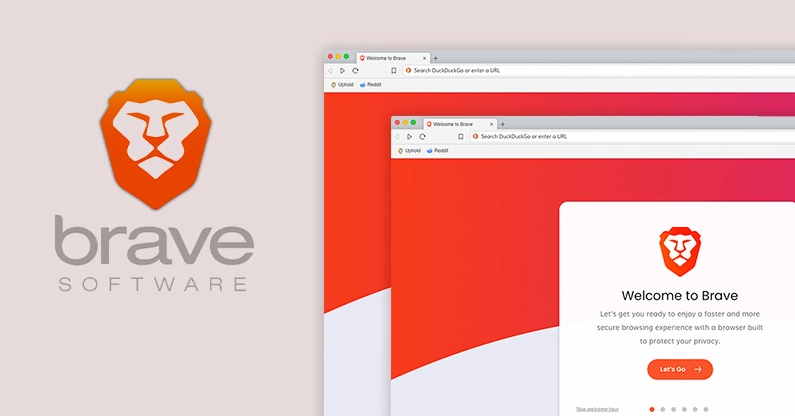 brave
SOFTWARE
Welcome to Brave
Search DuckDuckGo or enter a URL
Uphold Reddit
Welcome to Brave
Search DuckDuckGo or enter a URL
Uphold Reddit
Welcome to Brave
Let's get you ready to enjoy a faster and more
secure browsing experience with a browser built
to protect your privacy.
Let's Go
Skip welcome tour